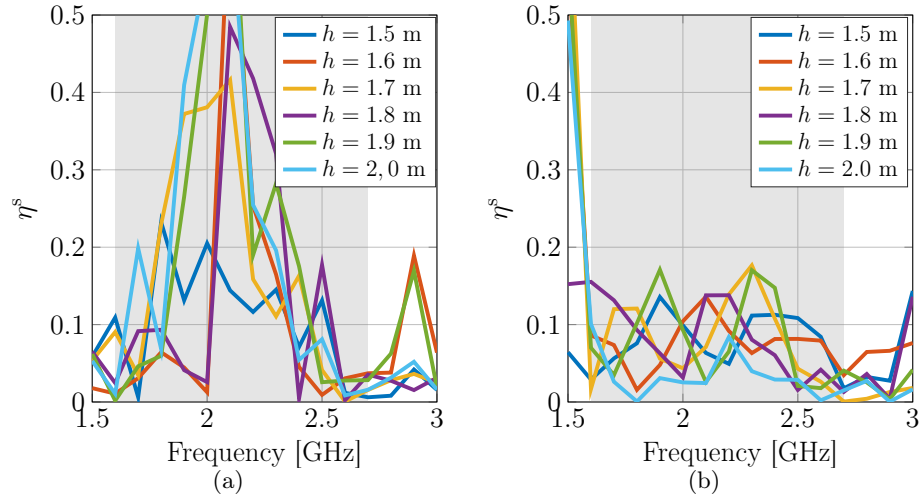 0.5
0.4
0.3
0.2
0.1
0
η^s
1.5
2
2.5
3
Frequency [GHz]
(a)
h = 1.5 m
h = 1.6 m
h = 1.7 m
h = 1.8 m
h = 1.9 m
h = 2,0 m
0.5
0.4
0.3
0.2
0.1
0
η^s
1.5
2
2.5
3
Frequency [GHz]
(b)
h = 1.5 m
h = 1.6 m
h = 1.7 m
h = 1.8 m
h = 1.9 m
h = 2.0 m